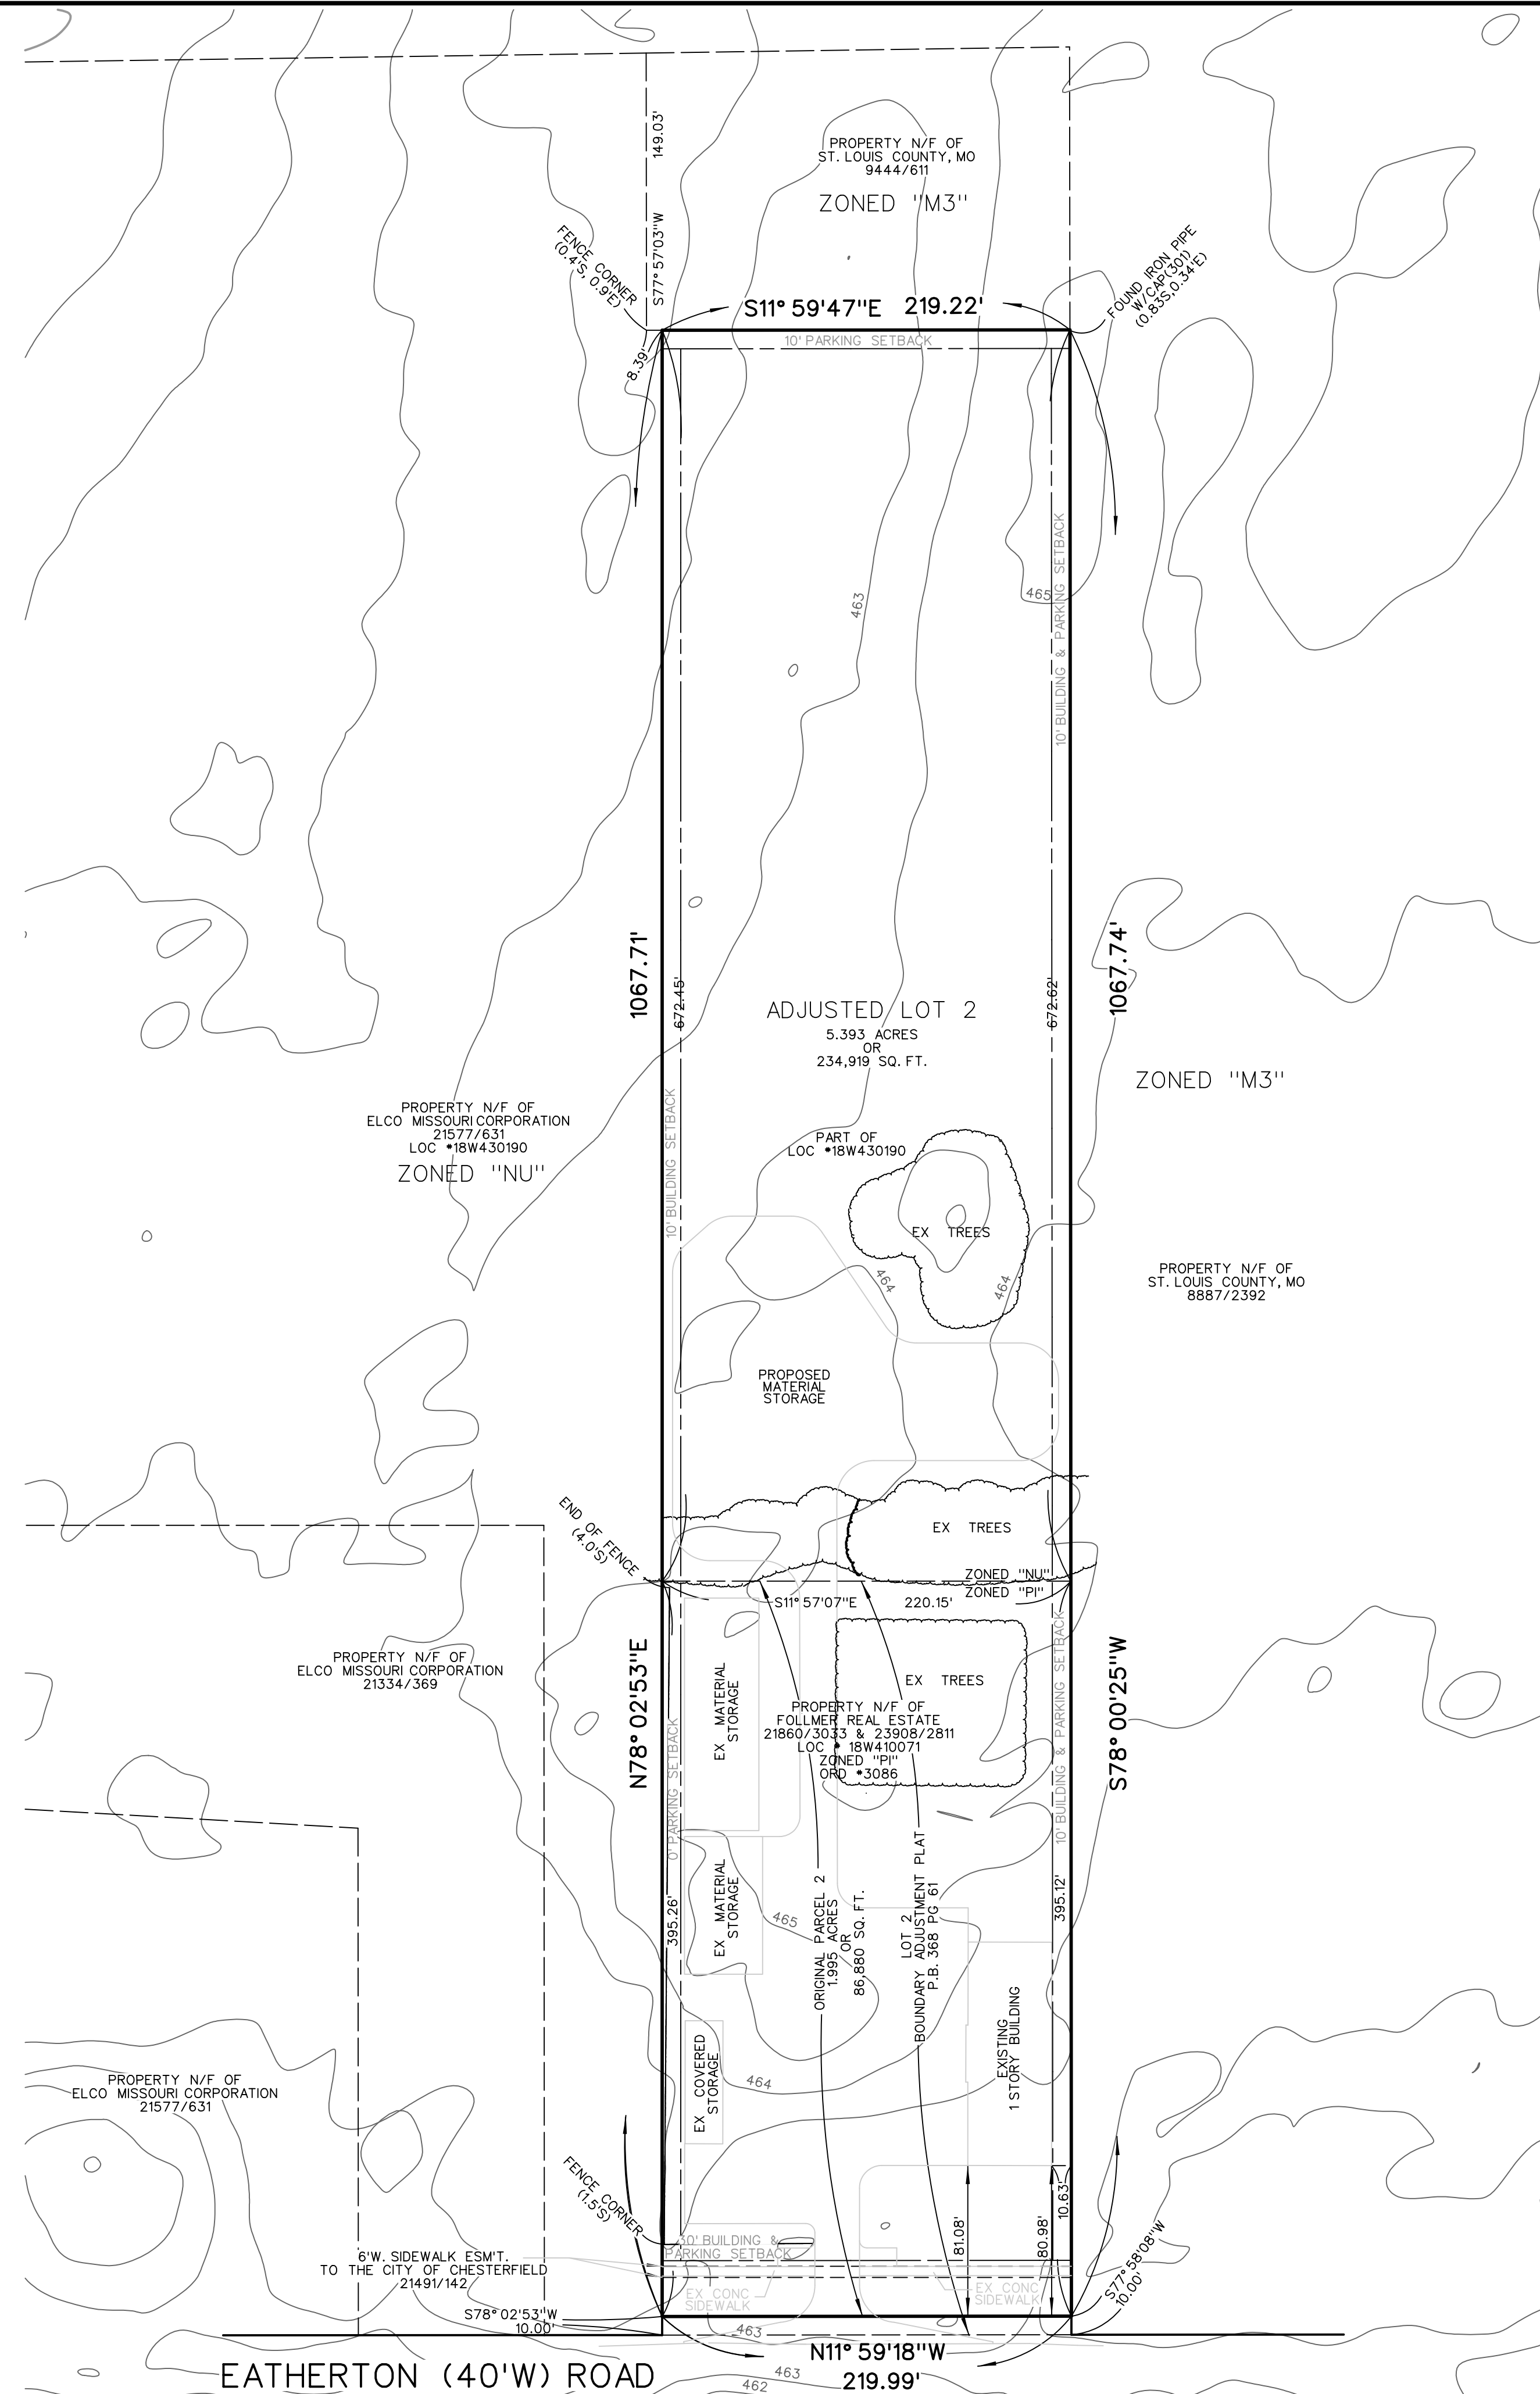 149.03'
S77°57'03"W
PROPERTY N/F OF
ST. LOUIS COUNTY, MO
9444/611
ZONED "M3"
FENCE CORNER
(0.4'S, 0.9'E)
FOUND IRON PIPE
W/CAP(301)
(0.83S,0.34'E)
S11°59'47"E 219.22'
10' PARKING SETBACK
8.39'
463
465
10' BUILDING & PARKING SETBACK
1067.71'
672.45'
672.62'
1067.74'
ADJUSTED LOT 2
5.393 ACRES
OR
234,919 SQ. FT.
ZONED "M3"
PROPERTY N/F OF
ELCO MISSOURI CORPORATION
21577/631
LOC #18W430190
ZONED "NU"
10' BUILDING SETBACK
PART OF
LOC #18W430190
EX TREES
464
464
PROPERTY N/F OF
ST. LOUIS COUNTY, MO
8887/2392
PROPOSED
MATERIAL
STORAGE
END OF FENCE
(4.0'S)
EX TREES
ZONED "NU"
ZONED "PI"
S11°57'07"E 220.15'
PROPERTY N/F OF
ELCO MISSOURI CORPORATION
21334/369
N78°02'53"E
0' PARKING SETBACK
EX MATERIAL
STORAGE
EX TREES
PROPERTY N/F OF
FOLLMER REAL ESTATE
21860/3033 & 23908/2811
LOC # 18W410071
ZONED "PI"
ORD #3086
10' BUILDING & PARKING SETBACK
S78°00'25"W
395.26'
EX MATERIAL
STORAGE
465
ORIGINAL PARCEL 2
1.995 ACRES
OR
86,880 SQ. FT.
LOT 2
BOUNDARY ADJUSTMENT PLAT
P.B. 368 PG 61
395.12'
EXISTING
1 STORY BUILDING
EX COVERED
STORAGE
464
PROPERTY N/F OF
ELCO MISSOURI CORPORATION
21577/631
FENCE CORNER
(1.5'S)
10.63'
81.08'
80.98'
30' BUILDING &
PARKING SETBACK
6'W. SIDEWALK ESM'T.
TO THE CITY OF CHESTERFIELD
21491/142
EX CONC
SIDEWALK
EX CONC
SIDEWALK
S77°58'08"W
10.00'
S78°02'53"W
10.00'
463
N11°59'18"W
219.99'
EATHERTON (40'W) ROAD
463
462